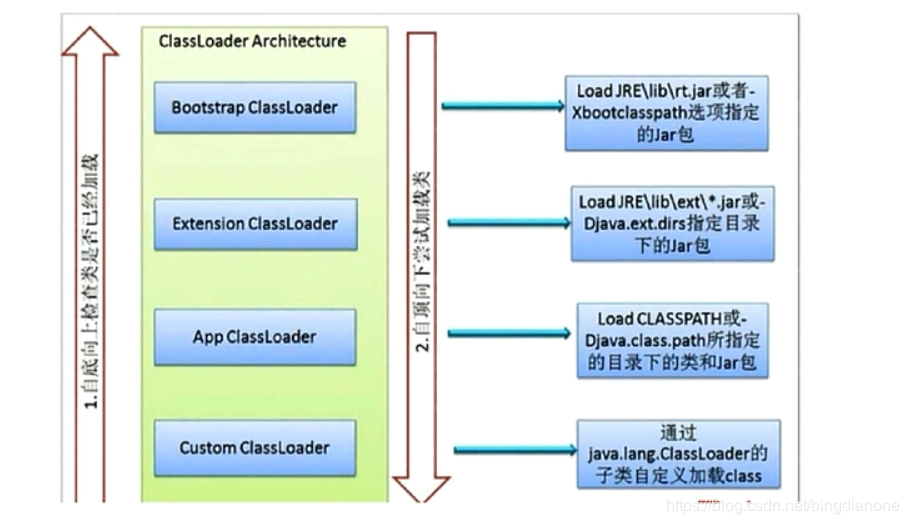 ClassLoader Architecture
1.自底向上检查类是否已经加载
2.自顶向下尝试加载类
Bootstrap ClassLoader
Load JRE\lib\rt.jar或者-
Xbootclasspath选项指定
的Jar包
Extension ClassLoader
Load JRE\lib\ext\*.jar或-
Djava.ext.dirs指定目录
下的Jar包
App ClassLoader
Load CLASSPATH或-
Djava.class.path所指定
的目录下的类和Jar包
Custom ClassLoader
通过
java.lang.ClassLoader的
子类自定义加载class
https://blog.csdn.net/bingdianone